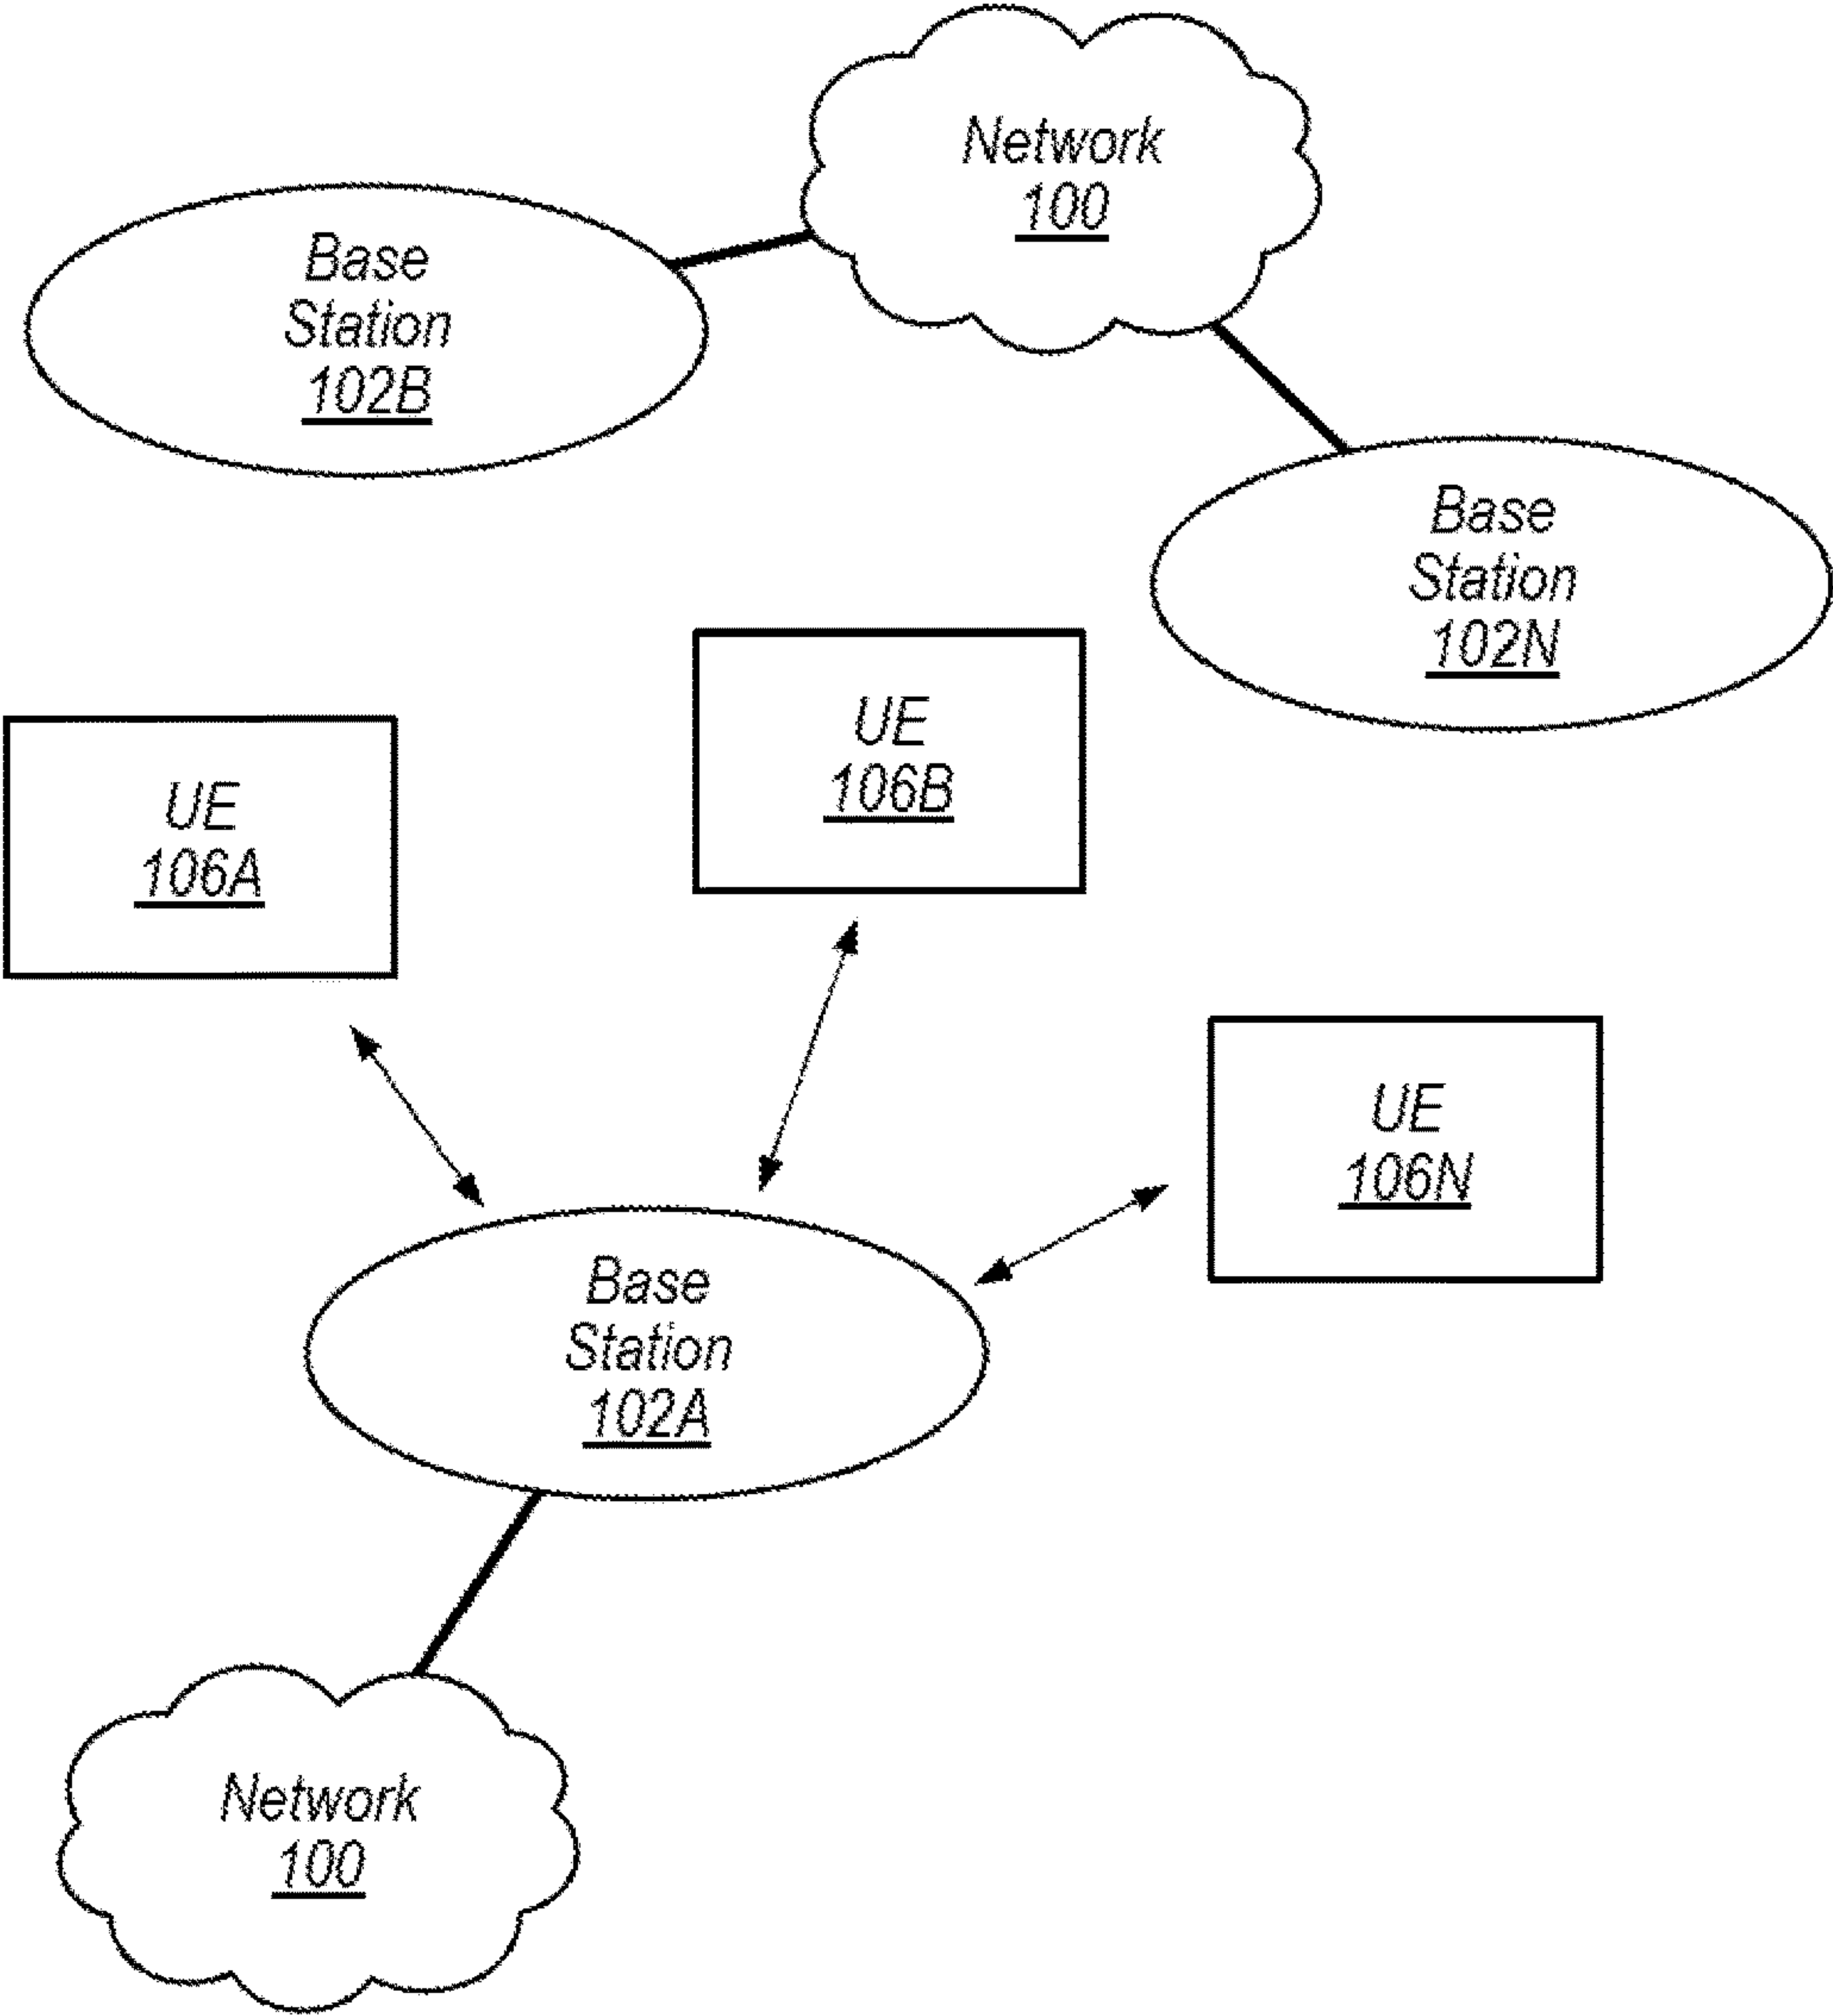 Network
100
Base
Station
102B
Base
Station
102N
UE
106B
UE
106A
UE
106N
Base
Station
102A
Network
100